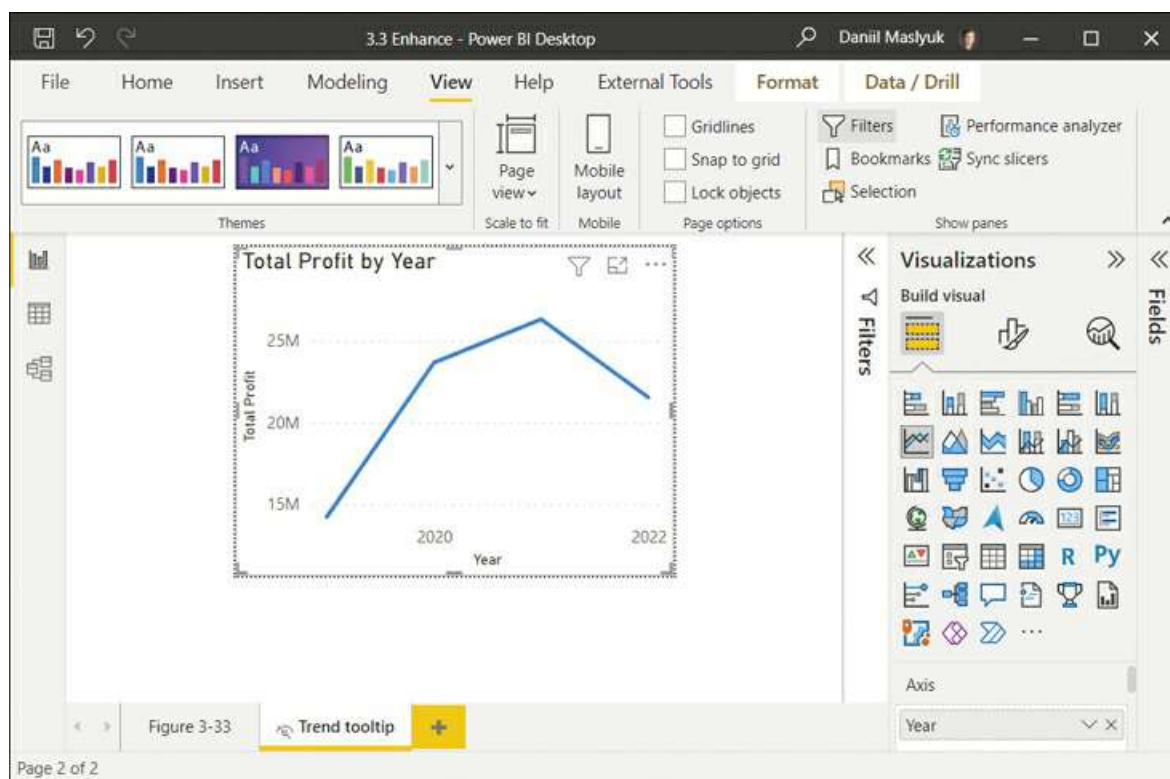 3.3 Enhance - Power BI Desktop
Daniil Maslyuk
File Home Insert Modeling View Help External Tools Format Data / Drill
Aa Aa Aa Aa
Page view
Mobile layout
Gridlines
Snap to grid
Lock objects
Filters
Performance analyzer
Bookmarks
Sync slicers
Selection
Themes
Scale to fit
Mobile
Page options
Show panes
Total Profit by Year
25M
20M
15M
Total Profit
2020 2022
Year
Filters
Visualizations
Build visual
123
R Py
Axis
Year
Fields
Figure 3-33
Trend tooltip
Page 2 of 2